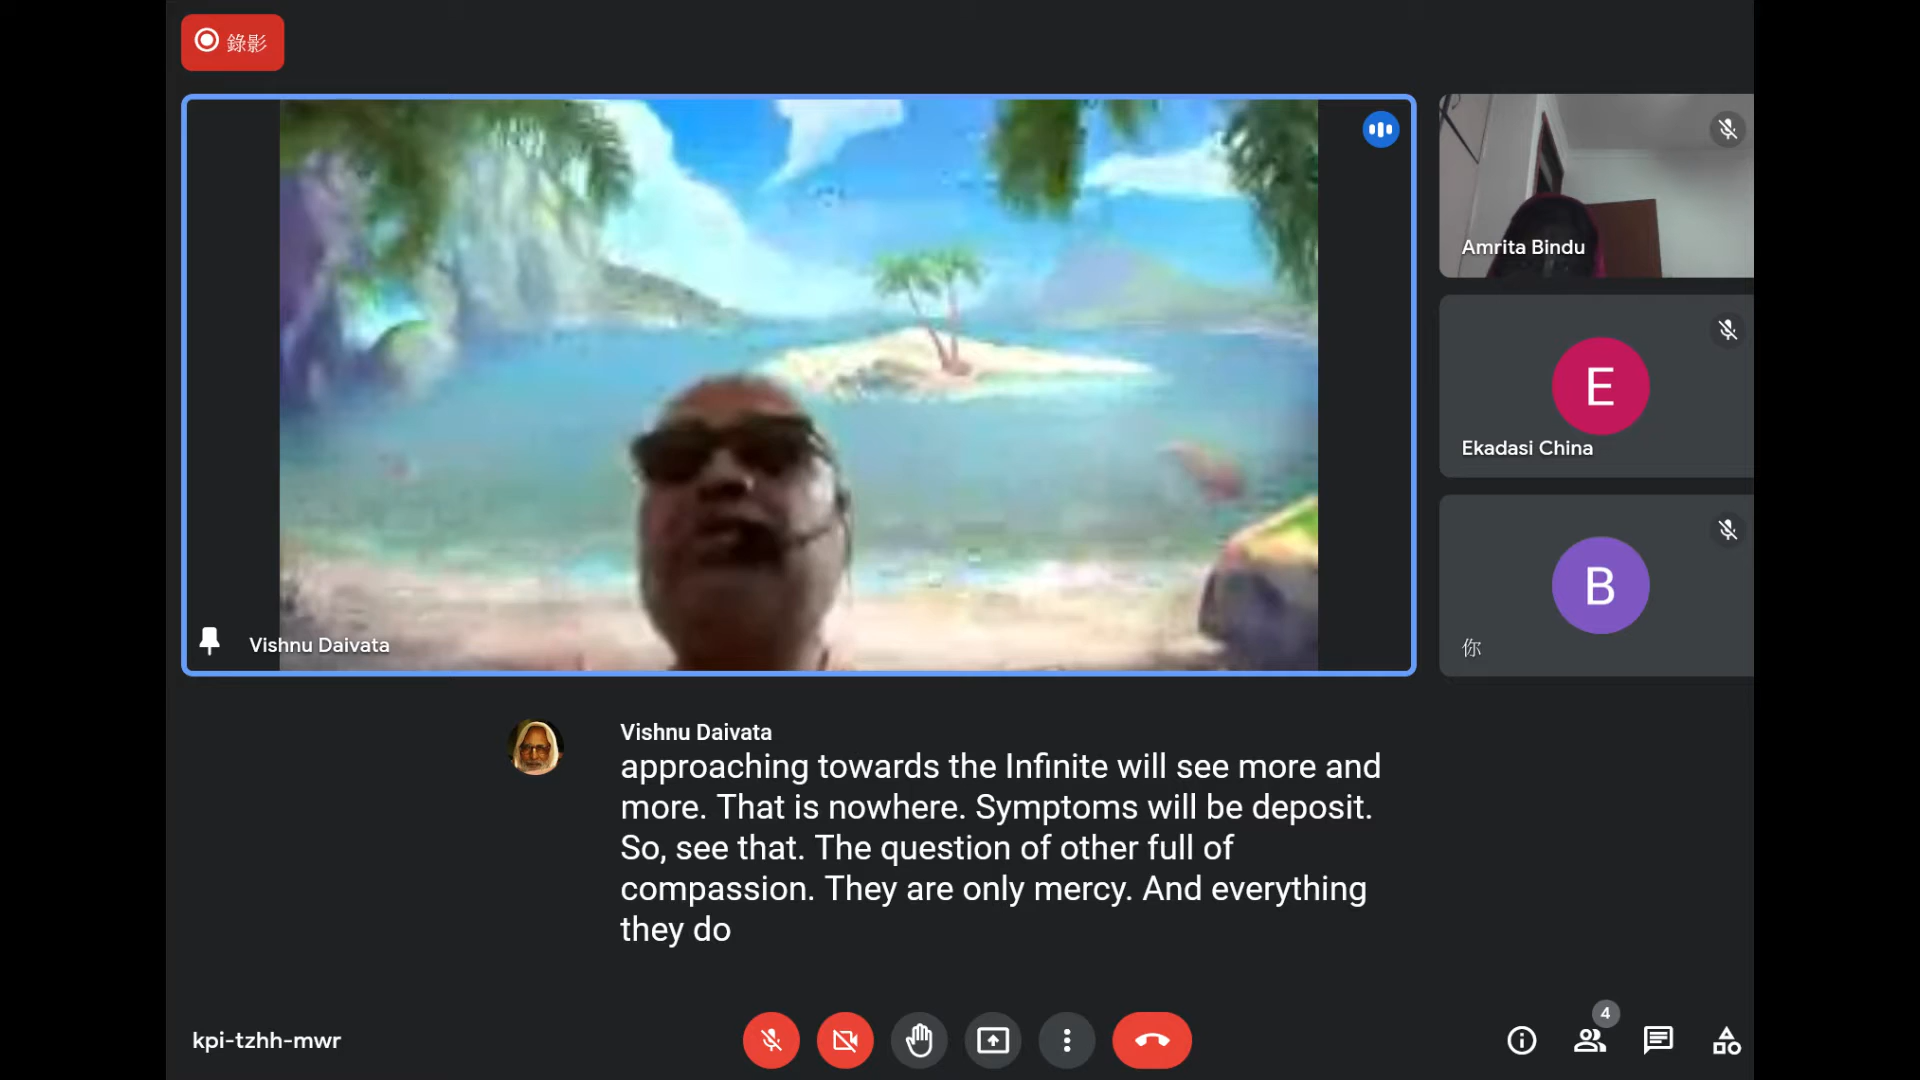 錄影
Amrita Bindu
E
Ekadasi China
B
你
Vishnu Daivata
Vishnu Daivata
approaching towards the Infinite will see more and
more. That is nowhere. Symptoms will be deposit.
So, see that. The question of other full of
compassion. They are only mercy. And everything
they do
kpi-tzhh-mwr
4